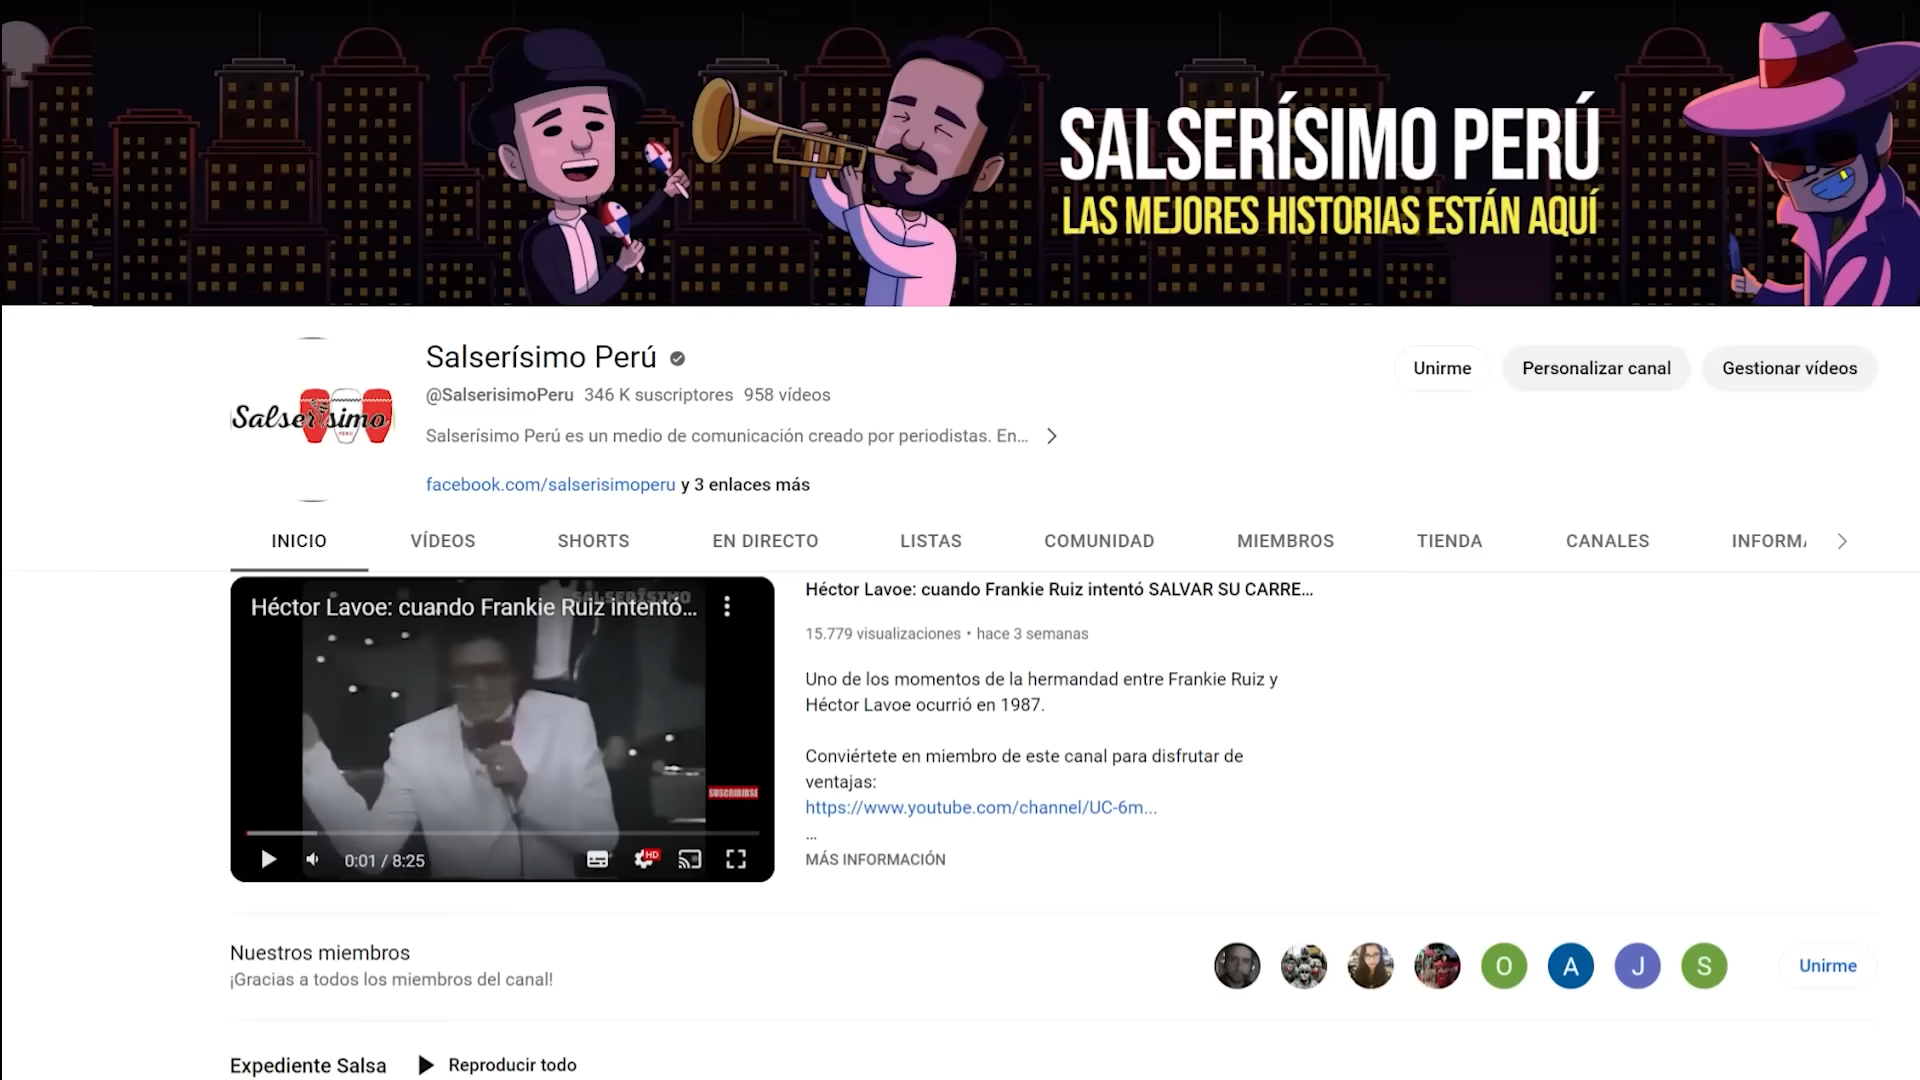 SALSERÍSIMO PERÚ
LAS MEJORES HISTORIAS ESTÁN AQUÍ
Salserísimo
PERÚ
Salserísimo Perú
@SalserisimoPeru 346 K suscriptores 958 vídeos
Salserísimo Perú es un medio de comunicación creado por periodistas. En...
facebook.com/salserisimoperu y 3 enlaces más
Unirme
Personalizar canal
Gestionar vídeos
INICIO
VÍDEOS
SHORTS
EN DIRECTO
LISTAS
COMUNIDAD
MIEMBROS
TIENDA
CANALES
INFORMA
SALSERÍSIMO
Héctor Lavoe: cuando Frankie Ruiz intentó...
SUSCRIBIRSE
0:01 / 8:25
HD
Héctor Lavoe: cuando Frankie Ruiz intentó SALVAR SU CARRE...
15.779 visualizaciones • hace 3 semanas
Uno de los momentos de la hermandad entre Frankie Ruiz y
Héctor Lavoe ocurrió en 1987.
Conviértete en miembro de este canal para disfrutar de
ventajas:
https://www.youtube.com/channel/UC-6m...
...
MÁS INFORMACIÓN
Nuestros miembros
¡Gracias a todos los miembros del canal!
O
A
J
S
Unirme
Expediente Salsa
Reproducir todo